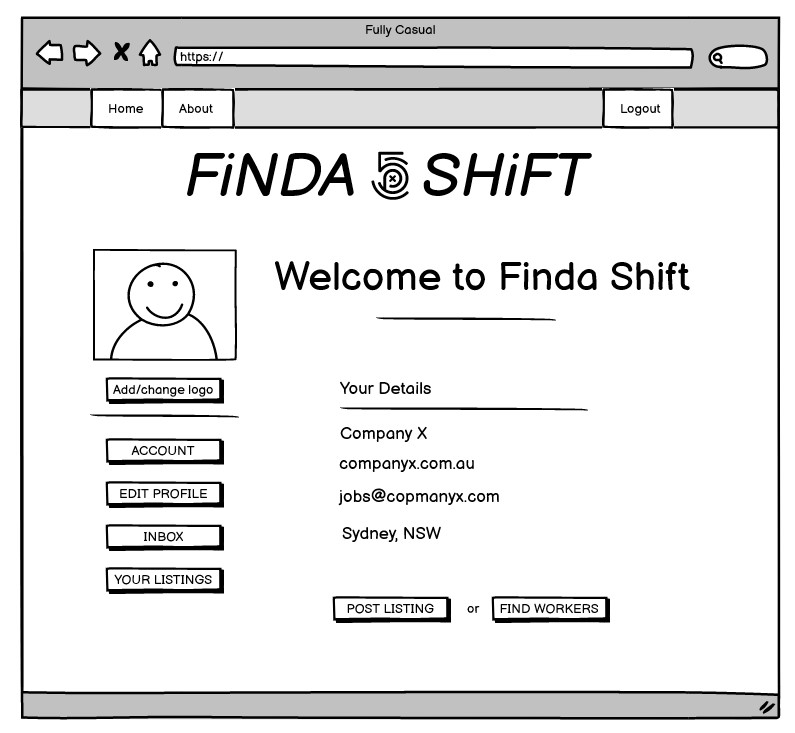 Fully Casual
https://
Home
About
Logout
FiNDA SHiFT
Welcome to Finda Shift
Add/change logo
ACCOUNT
EDIT PROFILE
INBOX
YOUR LISTINGS
Your Details
Company X
companyx.com.au
jobs@copmanyx.com
Sydney, NSW
POST LISTING or FIND WORKERS